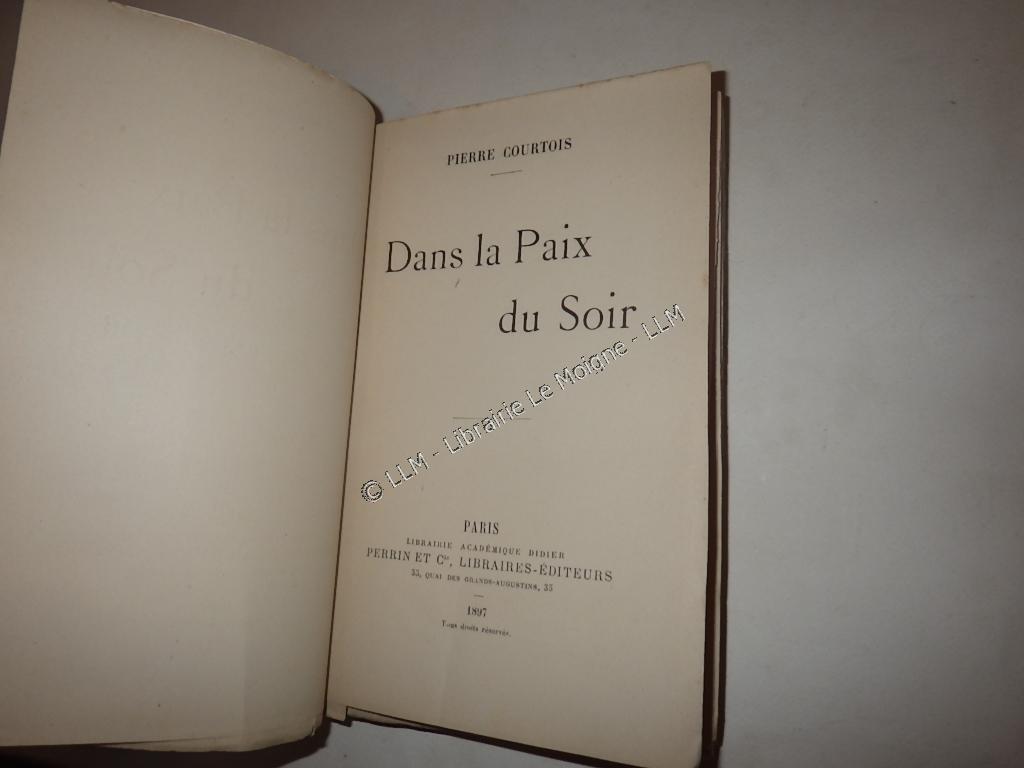 PIERRE COURTOIS
Dans la Paix
du Soir
© LLM - Librairie Le Moigne - LLM
PARIS
LIBRAIRIE ACADÉMIQUE DIDIER
PERRIN ET Cie, LIBRAIRES-ÉDITEURS
35, QUAI DES GRANDS-AUGUSTINS, 35
1897
Tous droits réservés.